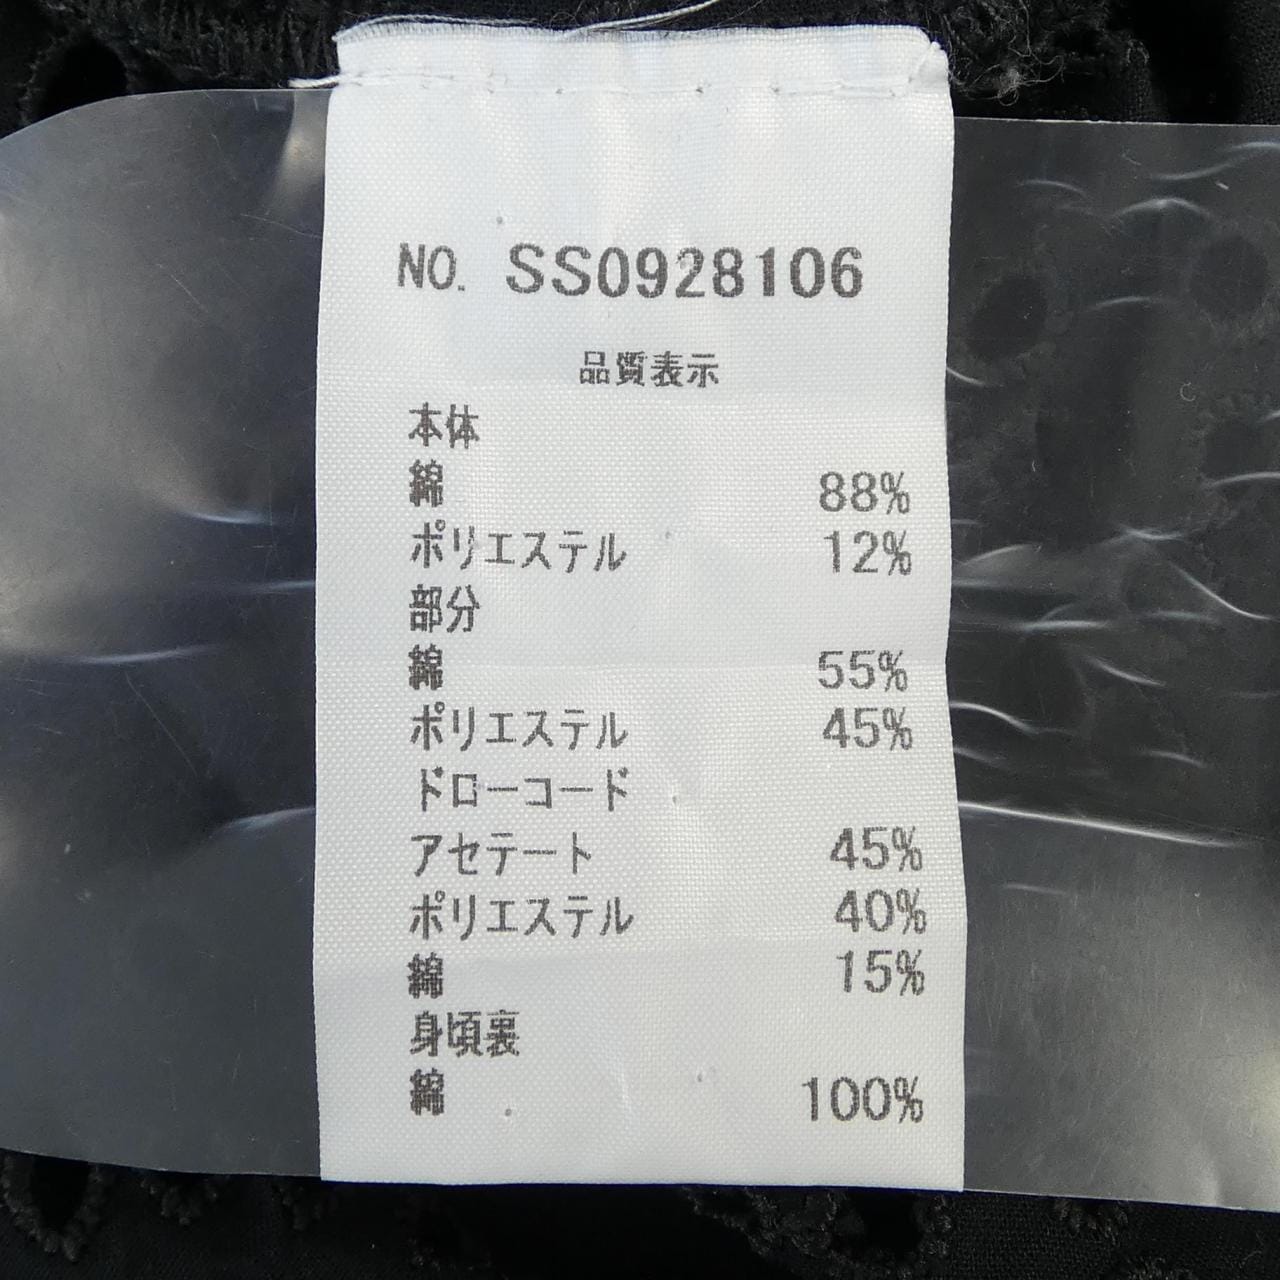 NO. SS0928106
品質表示
本体
綿 88%
ポリエステル 12%
部分
綿 55%
ポリエステル 45%
ドローコード
アセテート 45%
ポリエステル 40%
綿 15%
身頃裏
綿 100%